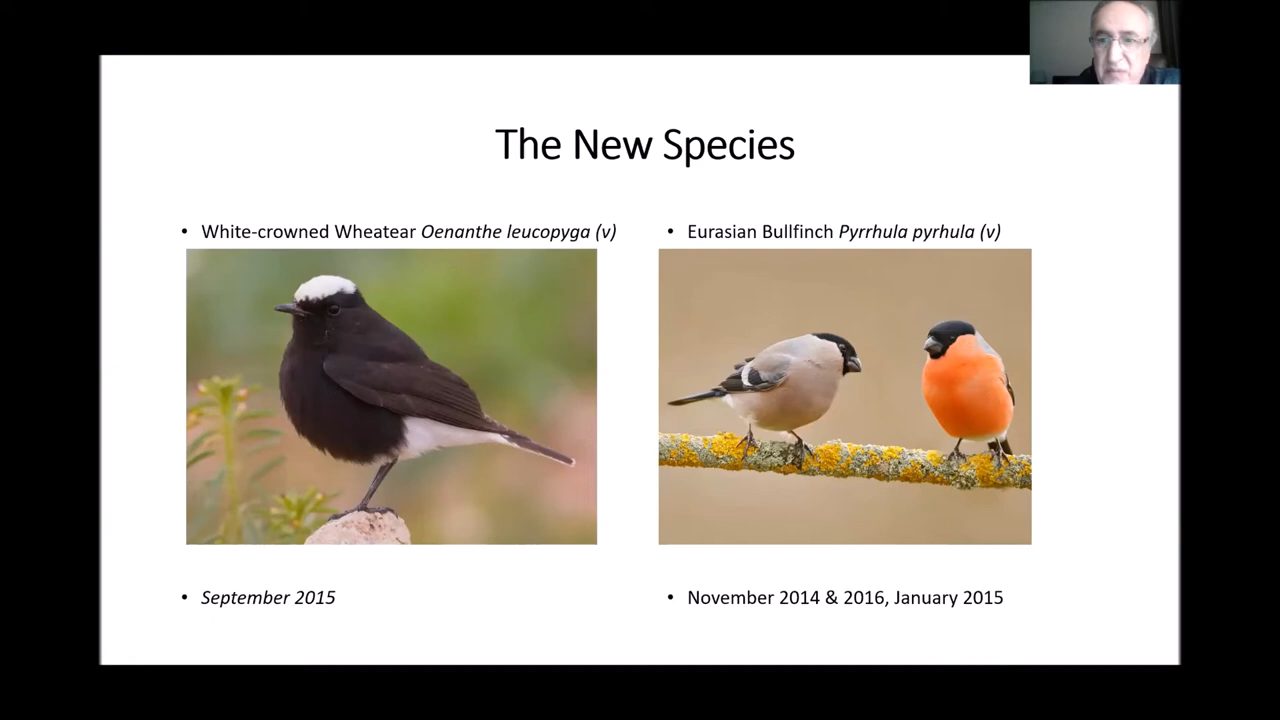 The New Species
• White-crowned Wheatear Oenanthe leucopyga (v)
• Eurasian Bullfinch Pyrrhula pyrhula (v)
• September 2015
• November 2014 & 2016, January 2015